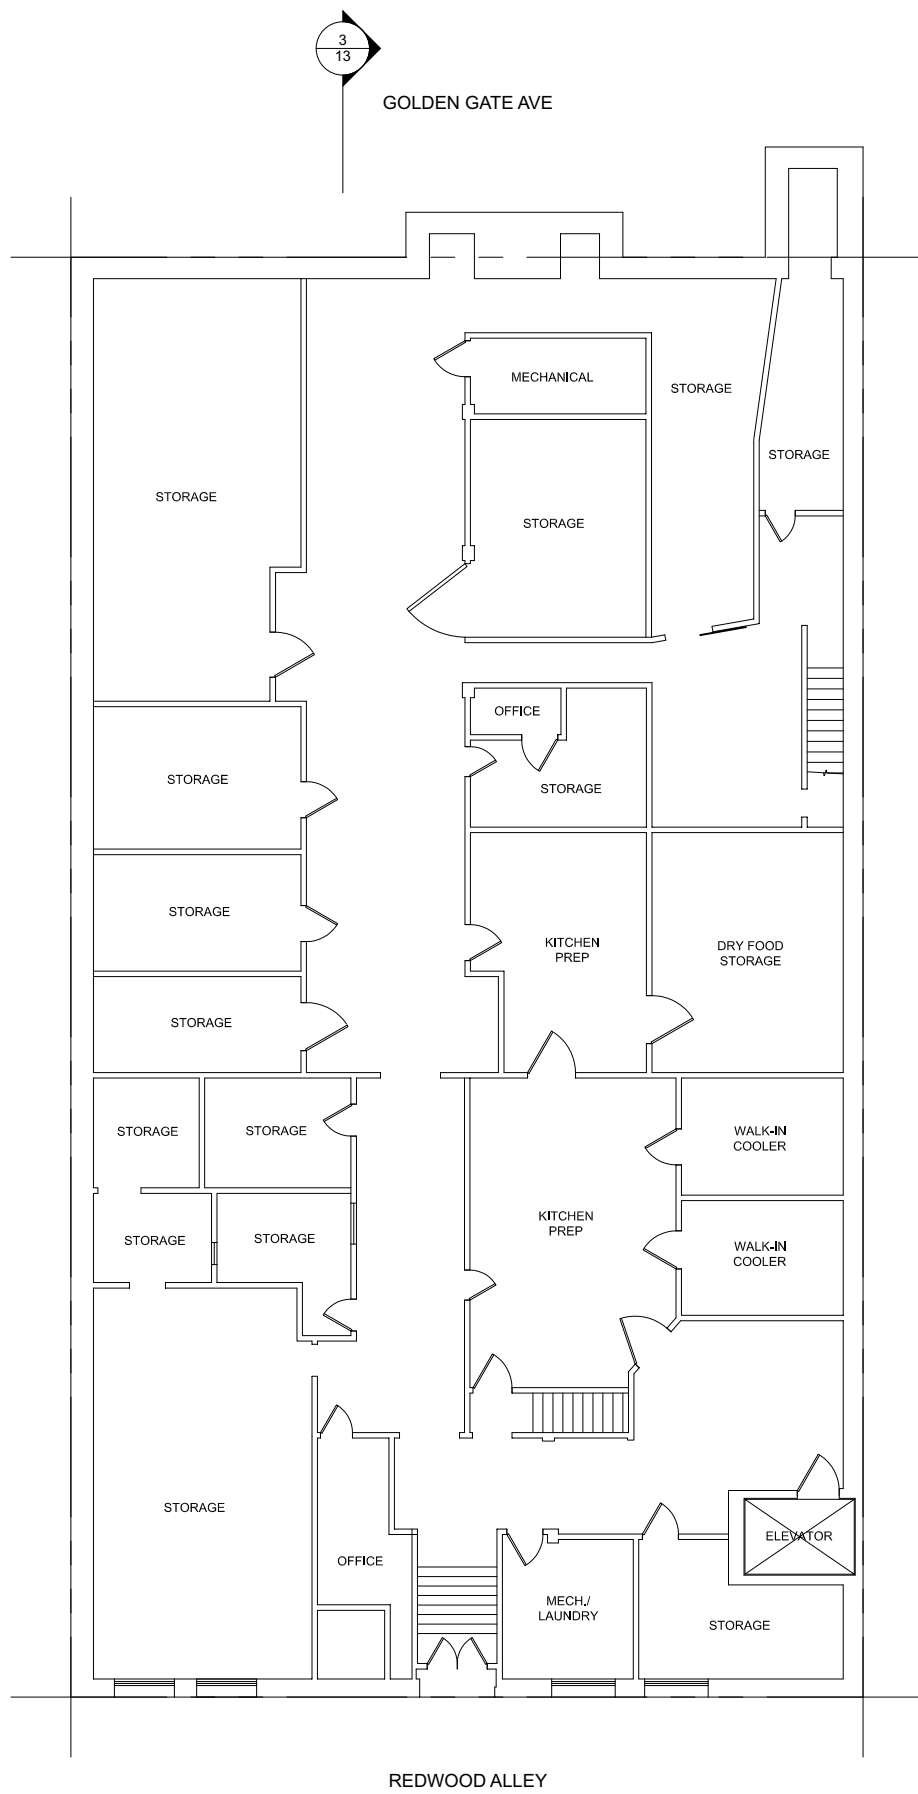 3
13
GOLDEN GATE AVE
MECHANICAL
STORAGE
STORAGE
STORAGE
STORAGE
OFFICE
STORAGE
STORAGE
STORAGE
KITCHEN
PREP
DRY FOOD
STORAGE
STORAGE
STORAGE
STORAGE
WALK-IN
COOLER
KITCHEN
PREP
STORAGE
STORAGE
WALK-IN
COOLER
STORAGE
ELEVATOR
OFFICE
MECH./
LAUNDRY
STORAGE
REDWOOD ALLEY